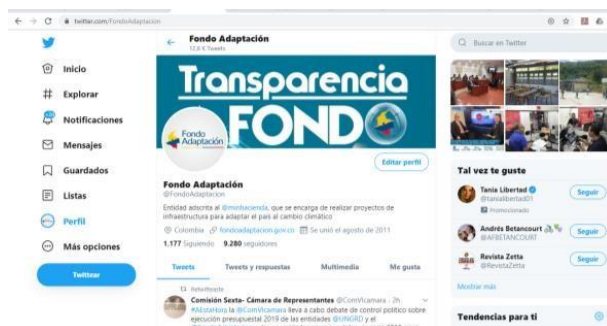 twitter.com/FondoAdaptacion
Inicio
Explorar
Notificaciones
Mensajes
Guardados
Listas
Perfil
Más opciones
Twittear
Fondo Adaptación
12,8 K Tweets
Transparencia
FONDO
Fondo
Adaptación
Editar perfil
Fondo Adaptación
@FondoAdaptacion
Entidad adscrita al @minhacienda, que se encarga de realizar proyectos de
infraestructura para adaptar el país al cambio climático
Colombia fondoadaptacion.gov.co Se unió el agosto de 2011
1.177 Siguiendo 9.280 seguidores
Tweets Tweets y respuestas Multimedia Me gusta
Retwitteaste
Comisión Sexta- Cámara de Representantes @ComVIcamara · 2h
#AEstaHora la @ComVIcamara lleva a cabo debate de control político sobre
ejecución presupuestal 2019 de las entidades @UNGRD y el
Buscar en Twitter
Tal vez te guste
Tania Libertad
@tanialibertad01
Seguir
Promocionado
Andrés Betancourt
@AFBETANCOURT
Seguir
Revista Zetta
@RevistaZetta
Seguir
Mostrar más
Tendencias para ti